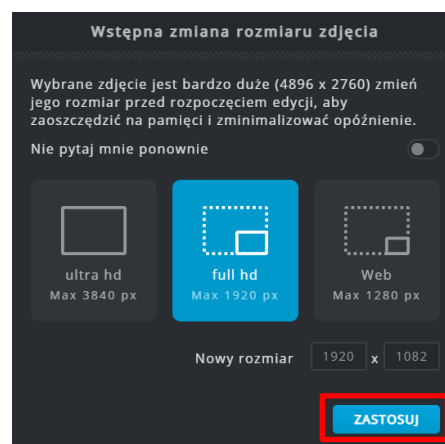 Wstępna zmiana rozmiaru zdjęcia
Wybrane zdjęcie jest bardzo duże (4896 x 2760) zmień
jego rozmiar przed rozpoczęciem edycji, aby
zaoszczędzić na pamięci i zminimalizować opóźnienie.
Nie pytaj mnie ponownie
ultra hd
Max 3840 px
full hd
Max 1920 px
Web
Max 1280 px
Nowy rozmiar 1920 x 1082
ZASTOSUJ